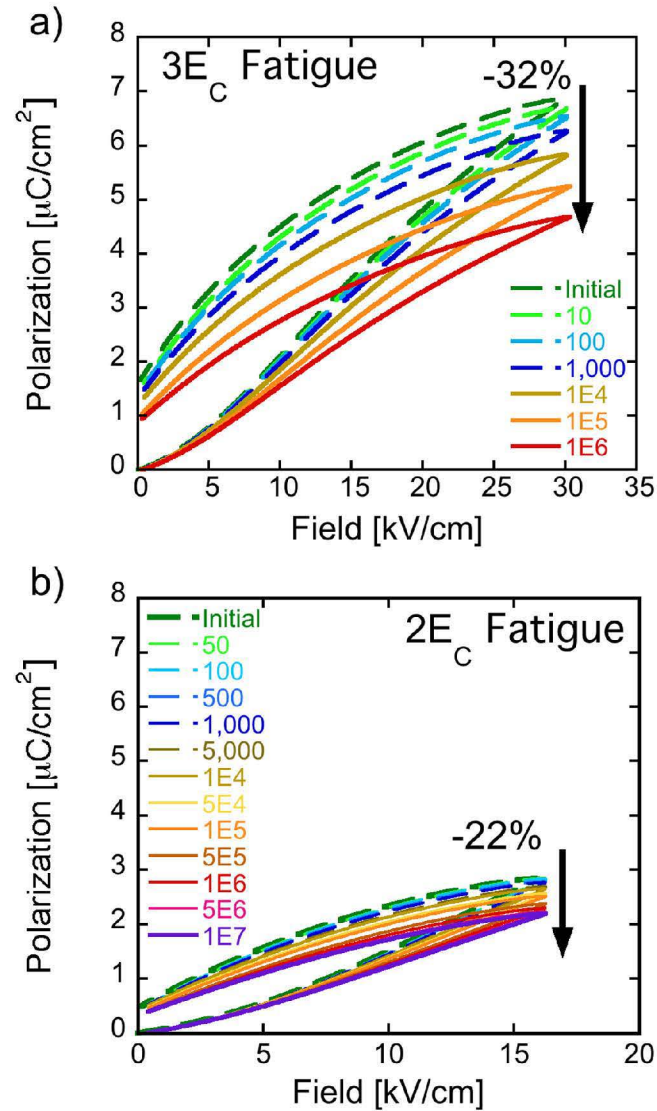 a)
3E_C Fatigue
-32%
Polarization [μC/cm²]
8
7
6
5
4
3
2
1
0
Initial
10
100
1,000
1E4
1E5
1E6
0 5 10 15 20 25 30 35
Field [kV/cm]
b)
2E_C Fatigue
-22%
Polarization [μC/cm²]
8
7
6
5
4
3
2
1
0
Initial
50
100
500
1,000
5,000
1E4
5E4
1E5
5E5
1E6
5E6
1E7
0 5 10 15 20
Field [kV/cm]